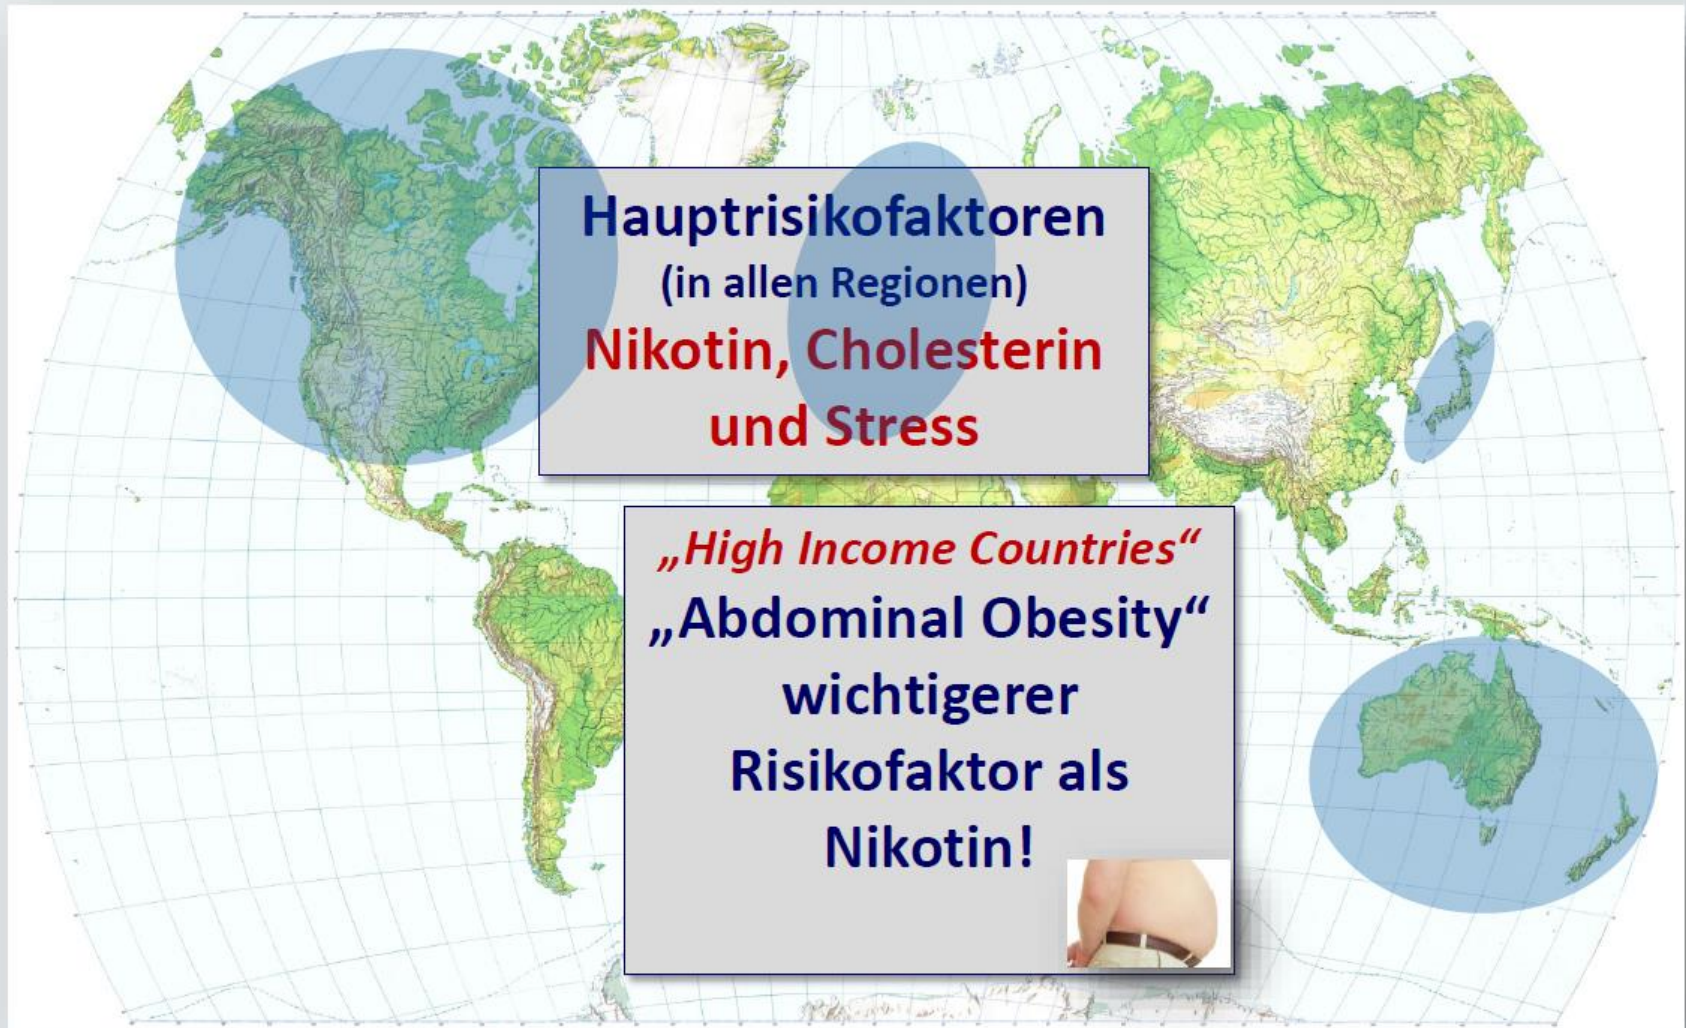 Hauptrisikofaktoren
(in allen Regionen)
Nikotin, Cholesterin
und Stress
„High Income Countries“
„Abdominal Obesity“
wichtigerer
Risikofaktor als
Nikotin!